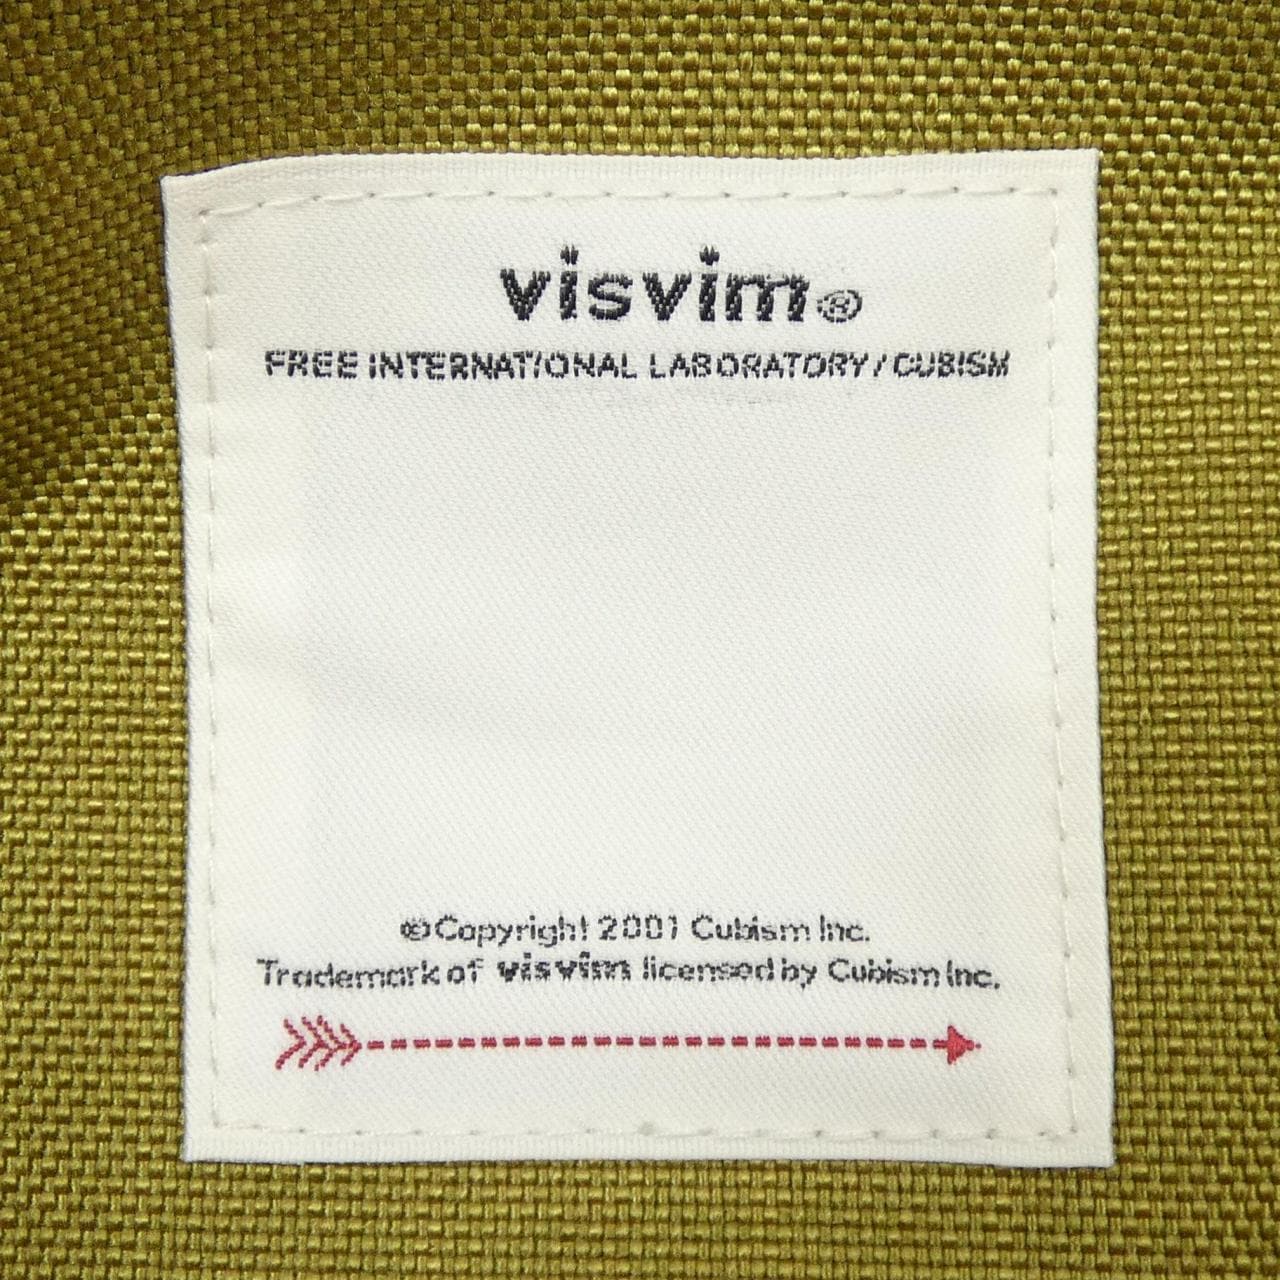 visvim®
FREE INTERNATIONAL LABORATORY / CUBISM
©Copyright 2001 Cubism Inc.
Trademark of visvim licensed by Cubism Inc.